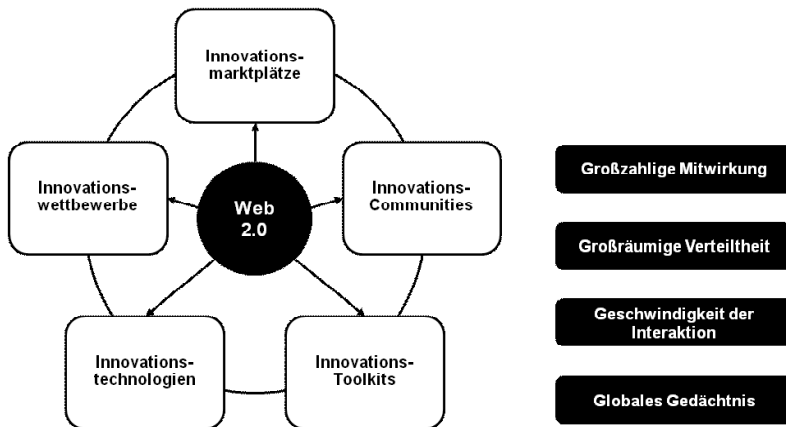 Innovations-
marktplätze
Innovations-
wettbewerbe
Web
2.0
Innovations-
Communities
Innovations-
technologien
Innovations-
Toolkits
Großzahlige Mitwirkung
Großräumige Verteiltheit
Geschwindigkeit der
Interaktion
Globales Gedächtnis